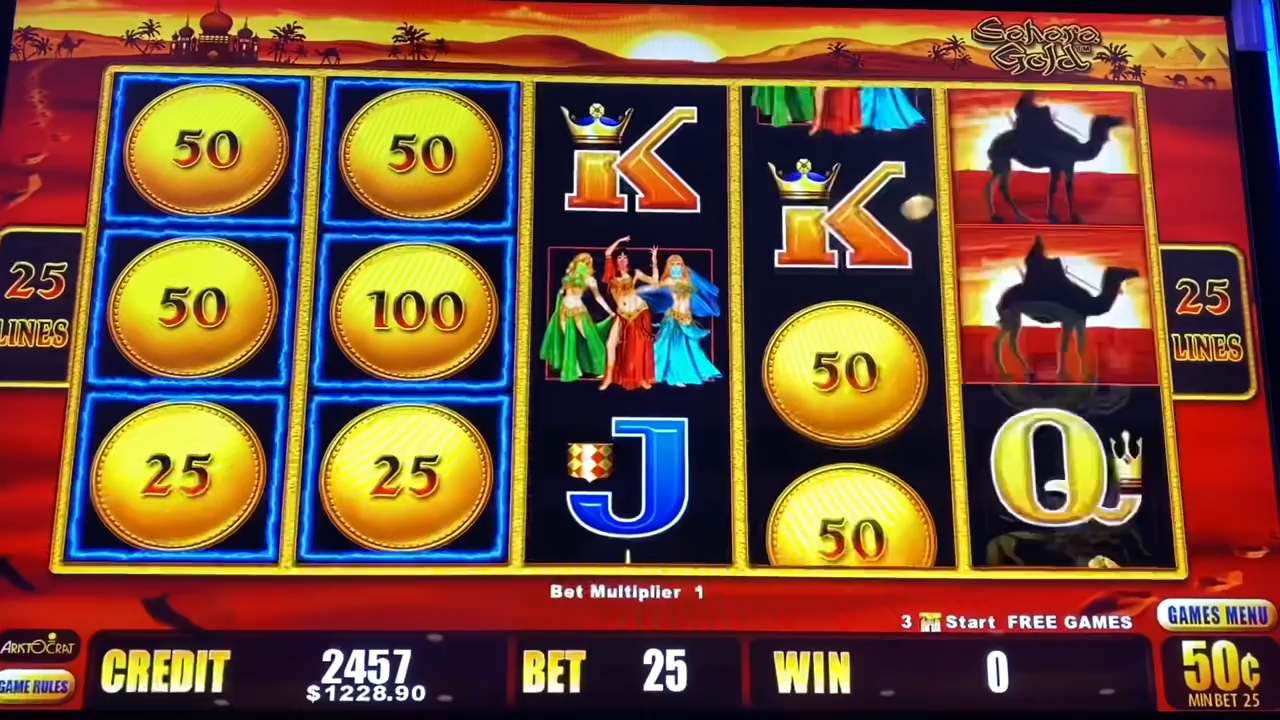 Sahara
Gold™
50
50
K
K
50
100
50
25
25
J
50
Q
25
LINES
25
LINES
Bet Multiplier 1
3 Start FREE GAMES
GAMES MENU
ARISTOCRAT
GAME RULES
CREDIT 2457
$1228.90
BET 25
WIN 0
50¢
MIN BET 25